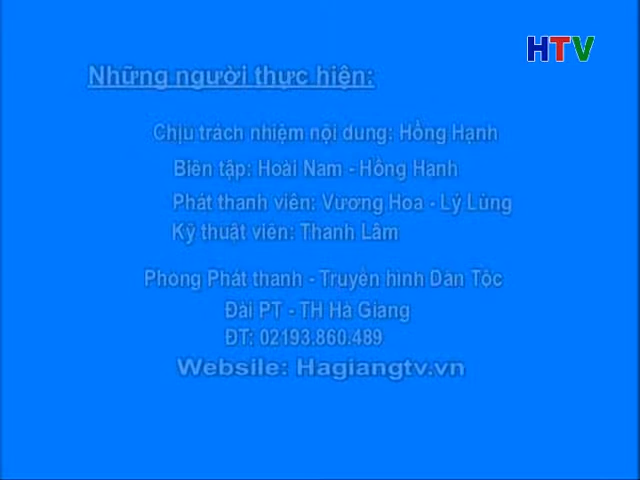 HTV
Những người thực hiện:
Chịu trách nhiệm nội dung: Hồng Hạnh
Biên tập: Hoài Nam - Hồng Hạnh
Phát thanh viên: Vương Hoa - Lý Lùng
Kỹ thuật viên: Thanh Lâm
Phòng Phát thanh - Truyền hình Dân Tộc
Đài PT - TH Hà Giang
ĐT: 02193.860.489
Websile: Hagiangtv.vn